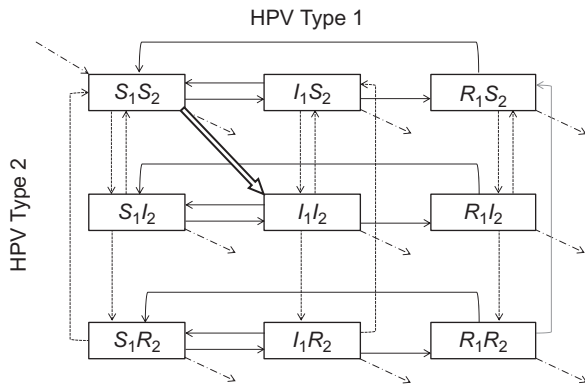 HPV Type 1
HPV Type 2
S₁S₂
I₁S₂
R₁S₂
S₁I₂
I₁I₂
R₁I₂
S₁R₂
I₁R₂
R₁R₂